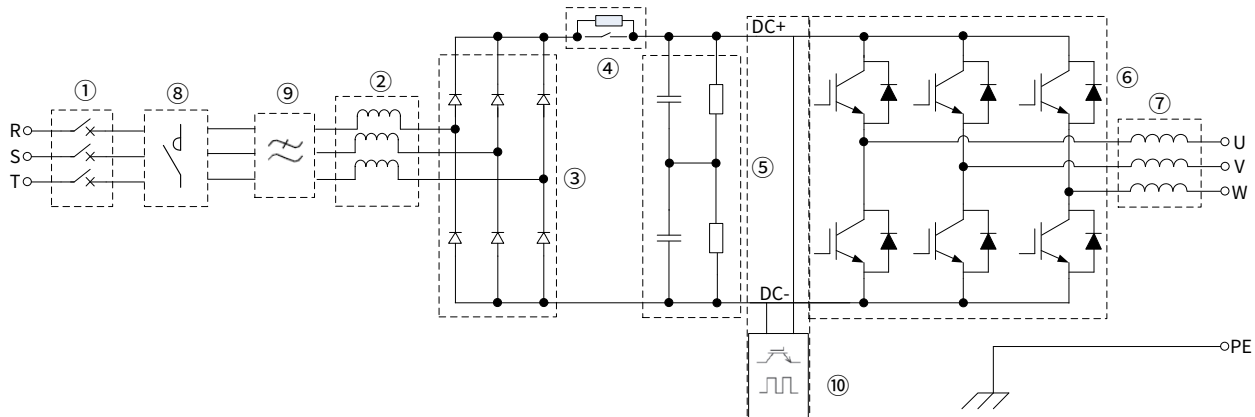 DC+
④
⑥
①
⑧
⑨
②
⑦
R
S
T
U
V
W
③
⑤
DC-
PE
⑩